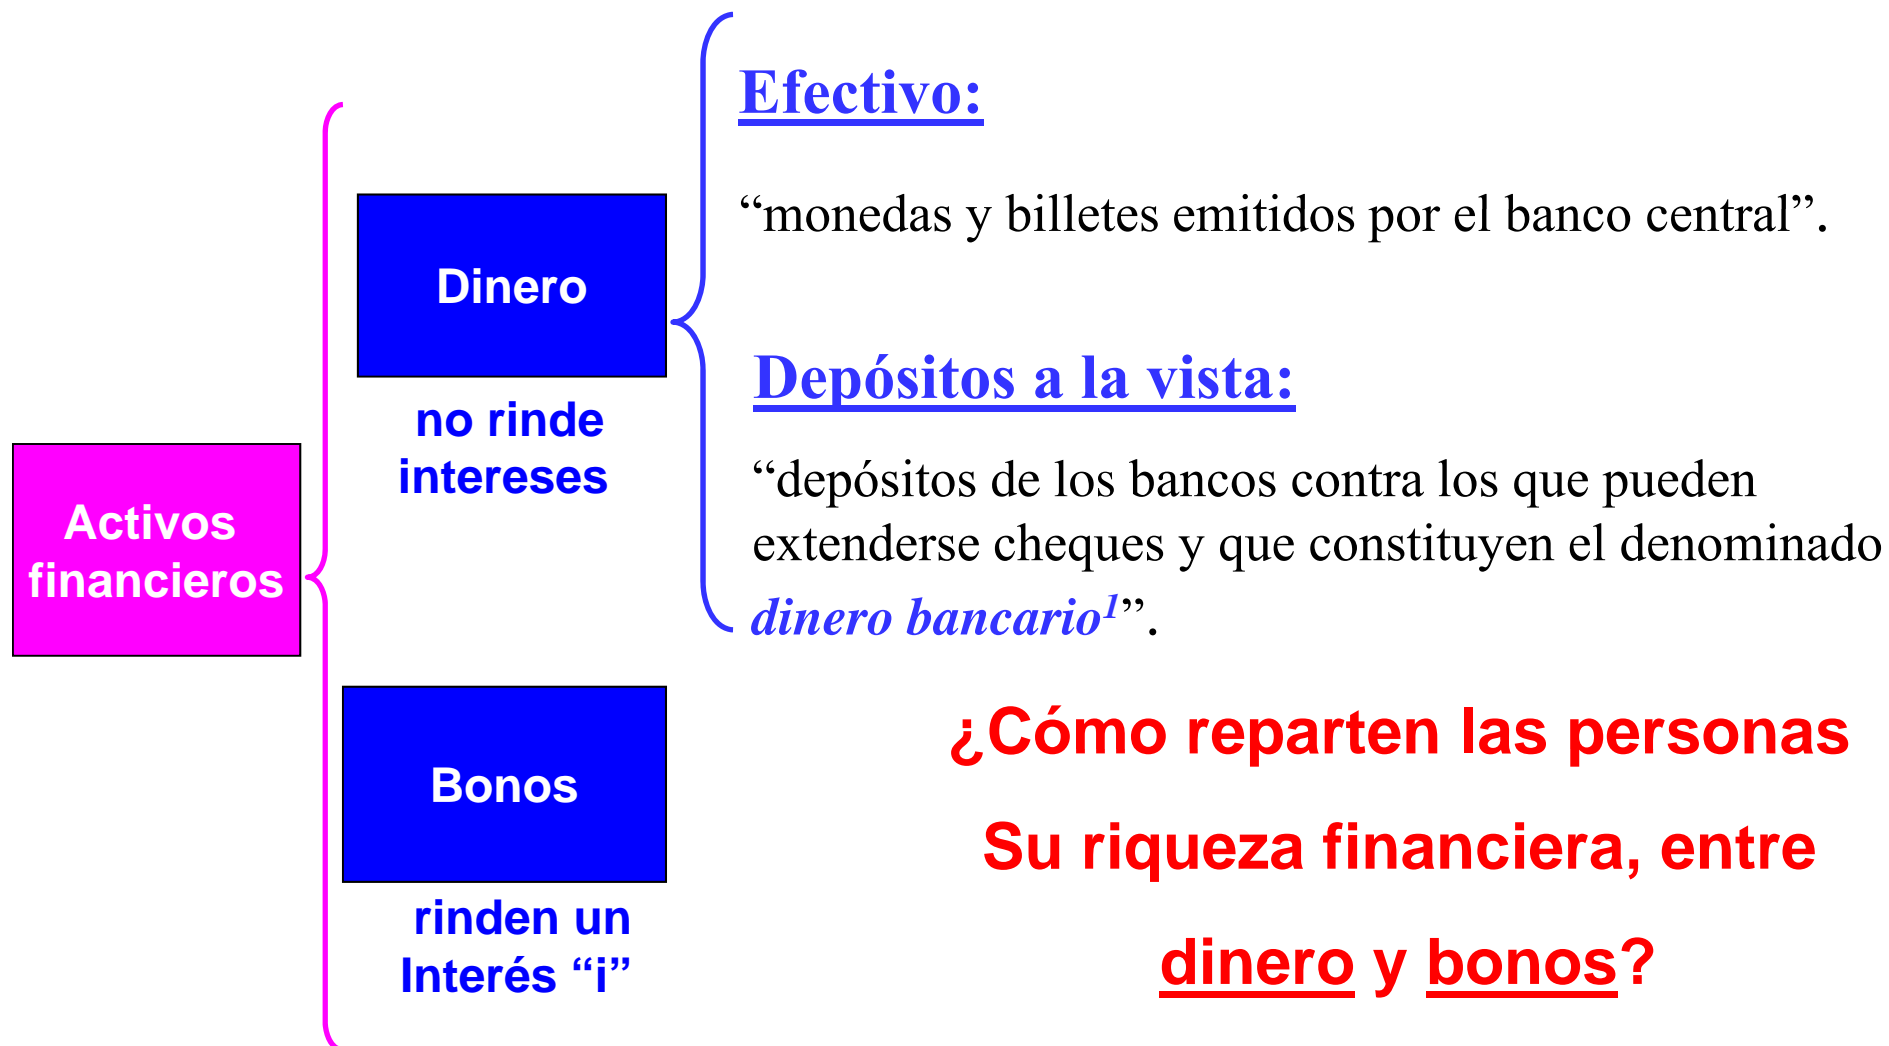 Activos
financieros
Dinero
no rinde
intereses
Efectivo:
“monedas y billetes emitidos por el banco central”.
Depósitos a la vista:
“depósitos de los bancos contra los que pueden
extenderse cheques y que constituyen el denominado
dinero bancario¹”.
Bonos
rinden un
Interés “i”
¿Cómo reparten las personas
Su riqueza financiera, entre
dinero y bonos?